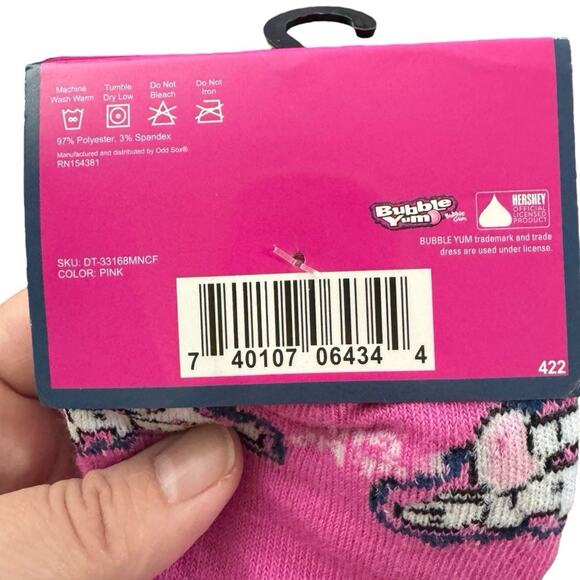 Machine Wash Warm
Tumble Dry Low
Do Not Bleach
Do Not Iron
97% Polyester, 3% Spandex
Manufactured and distributed by Odd Sox®
RN154381
Bubble Yum
Bubble Gum
HERSHEY
OFFICIAL
LICENSED
PRODUCT
BUBBLE YUM trademark and trade
dress are used under license.
SKU: DT-33168MNCF
COLOR: PINK
7 40107 06434 4
422